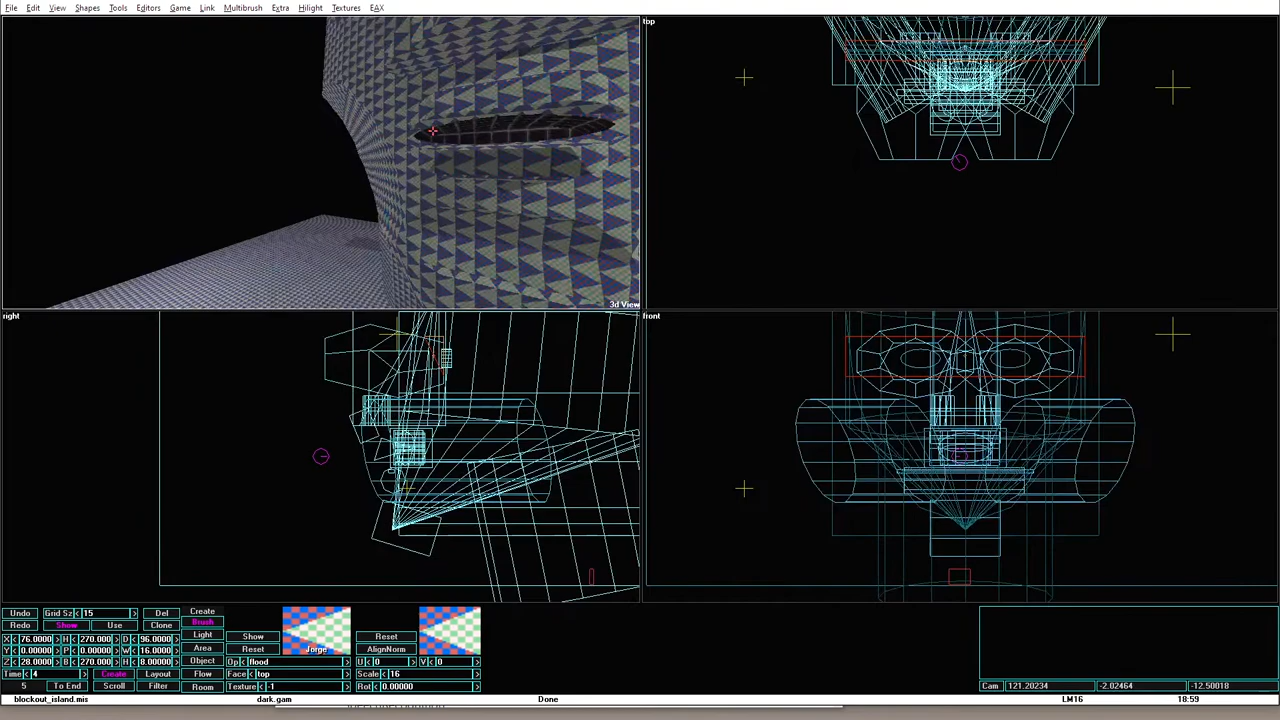 File Edit View Shapes Tools Editors Game Link Multibrush Extra Hilight Textures EAX
top
3d View
right
front
Undo Grid Sz < 15 > Del Create
Redo Show Use Clone Brush
X < 76.0000 > H < 270.000 > D < 96.0000 > Show Reset Light
Y < 0.00000 > P < 0.00000 > W < 16.0000 > Reset Jorge AlignNorm Area
Z < 28.0000 > B < 270.000 > H < 8.00000 > Op < flood > U < 0 > V < 0 > Object
Time < 4 > Create Layout Face < top > Scale < 16 > Flow
5 To End Scroll Filter Texture < -1 > Rot < 0.00000 > Room
Cam 121.20234 -2.02464 -12.50018
blockout_island.mis dark.gam Done LM16 18:59